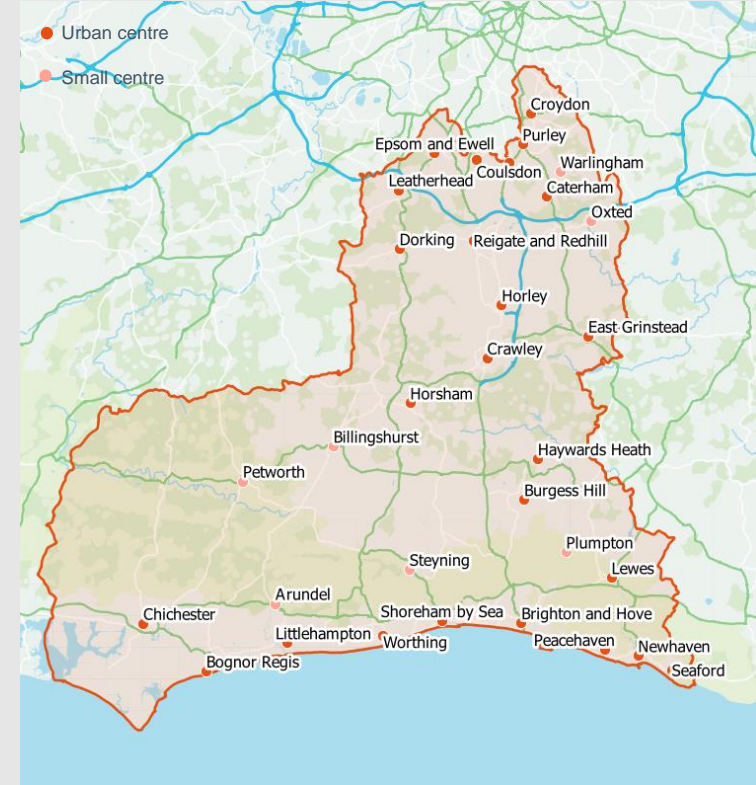 Urban centre
Small centre
Croydon
Purley
Epsom and Ewell
Warlingham
Coulsdon
Leatherhead
Caterham
Oxted
Dorking
Reigate and Redhill
Horley
East Grinstead
Crawley
Horsham
Billingshurst
Haywards Heath
Petworth
Burgess Hill
Plumpton
Steyning
Lewes
Arundel
Chichester
Shoreham by Sea
Brighton and Hove
Littlehampton
Worthing
Peacehaven
Newhaven
Bognor Regis
Seaford